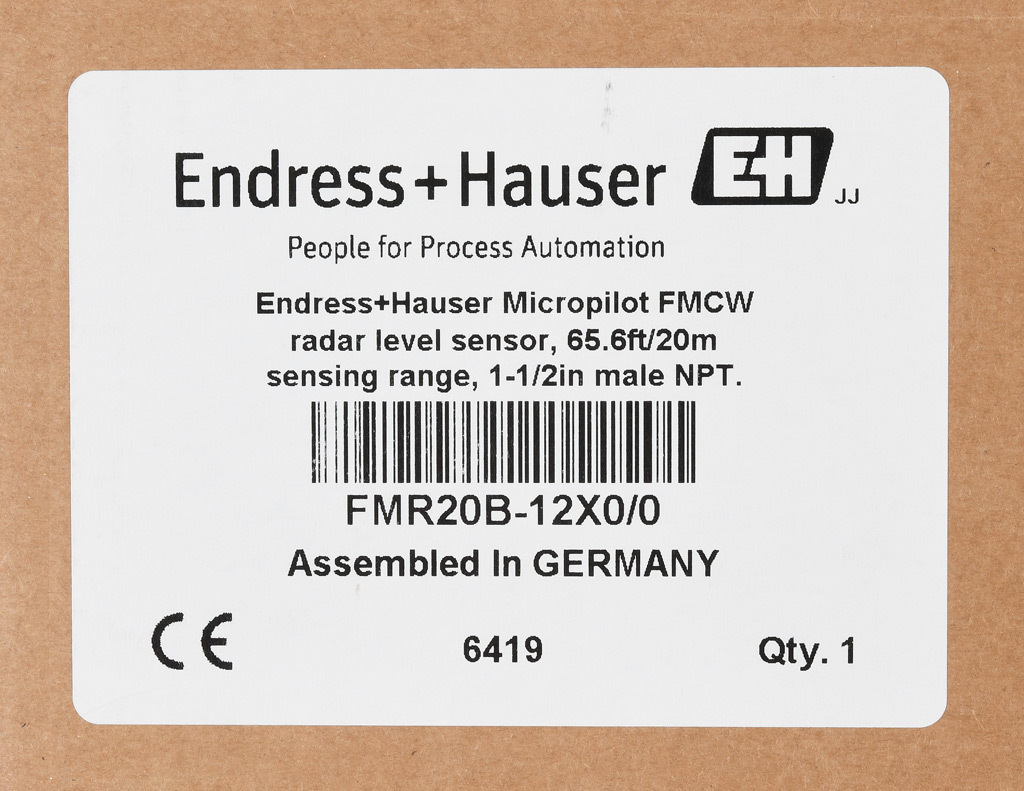 Endress+Hauser EH JJ
People for Process Automation
Endress+Hauser Micropilot FMCW
radar level sensor, 65.6ft/20m
sensing range, 1-1/2in male NPT.
FMR20B-12X0/0
Assembled In GERMANY
CE 6419 Qty. 1